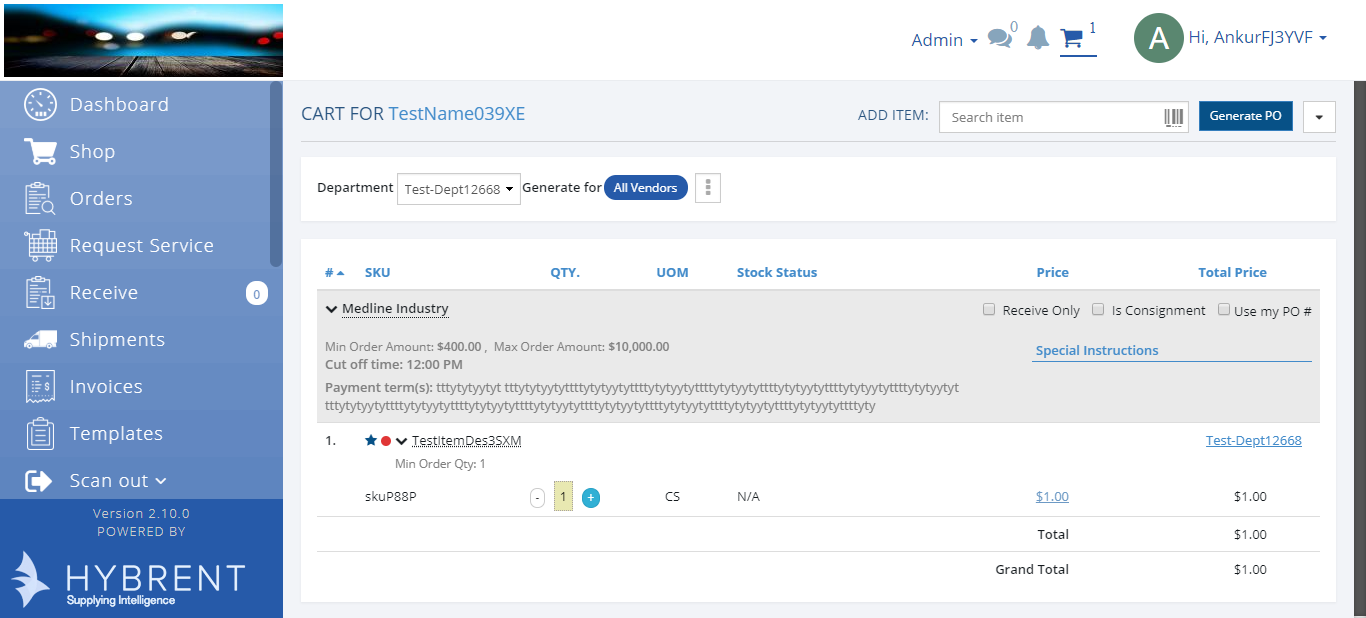 Admin
0
1
A
Hi, AnkurFJ3YVF
Dashboard
Shop
Orders
Request Service
Receive
0
Shipments
Invoices
Templates
Scan out
Version 2.10.0
POWERED BY
HYBRENT
Supplying Intelligence
CART FOR TestName039XE
ADD ITEM:
Search item
Generate PO
Department
Test-Dept12668
Generate for
All Vendors
# SKU QTY. UOM Stock Status Price Total Price
Medline Industry
Receive Only
Is Consignment
Use my PO #
Min Order Amount: $400.00 , Max Order Amount: $10,000.00
Special Instructions
Cut off time: 12:00 PM
Payment term(s): tttytytyytyt tttytytyytyttttytytyytyttttytytyytyttttytytyytyttttytytyytyttttytytyytyttttytytyytyt
tttytytyytyttttytytyytyttttytytyytyttttytytyytyttttytytyytyttttytytyytyttttytytyytyttttytytyytyttttyty
1.
TestItemDes3SXM
Test-Dept12668
Min Order Qty: 1
skuP88P - 1 + CS N/A $1.00 $1.00
Total $1.00
Grand Total $1.00